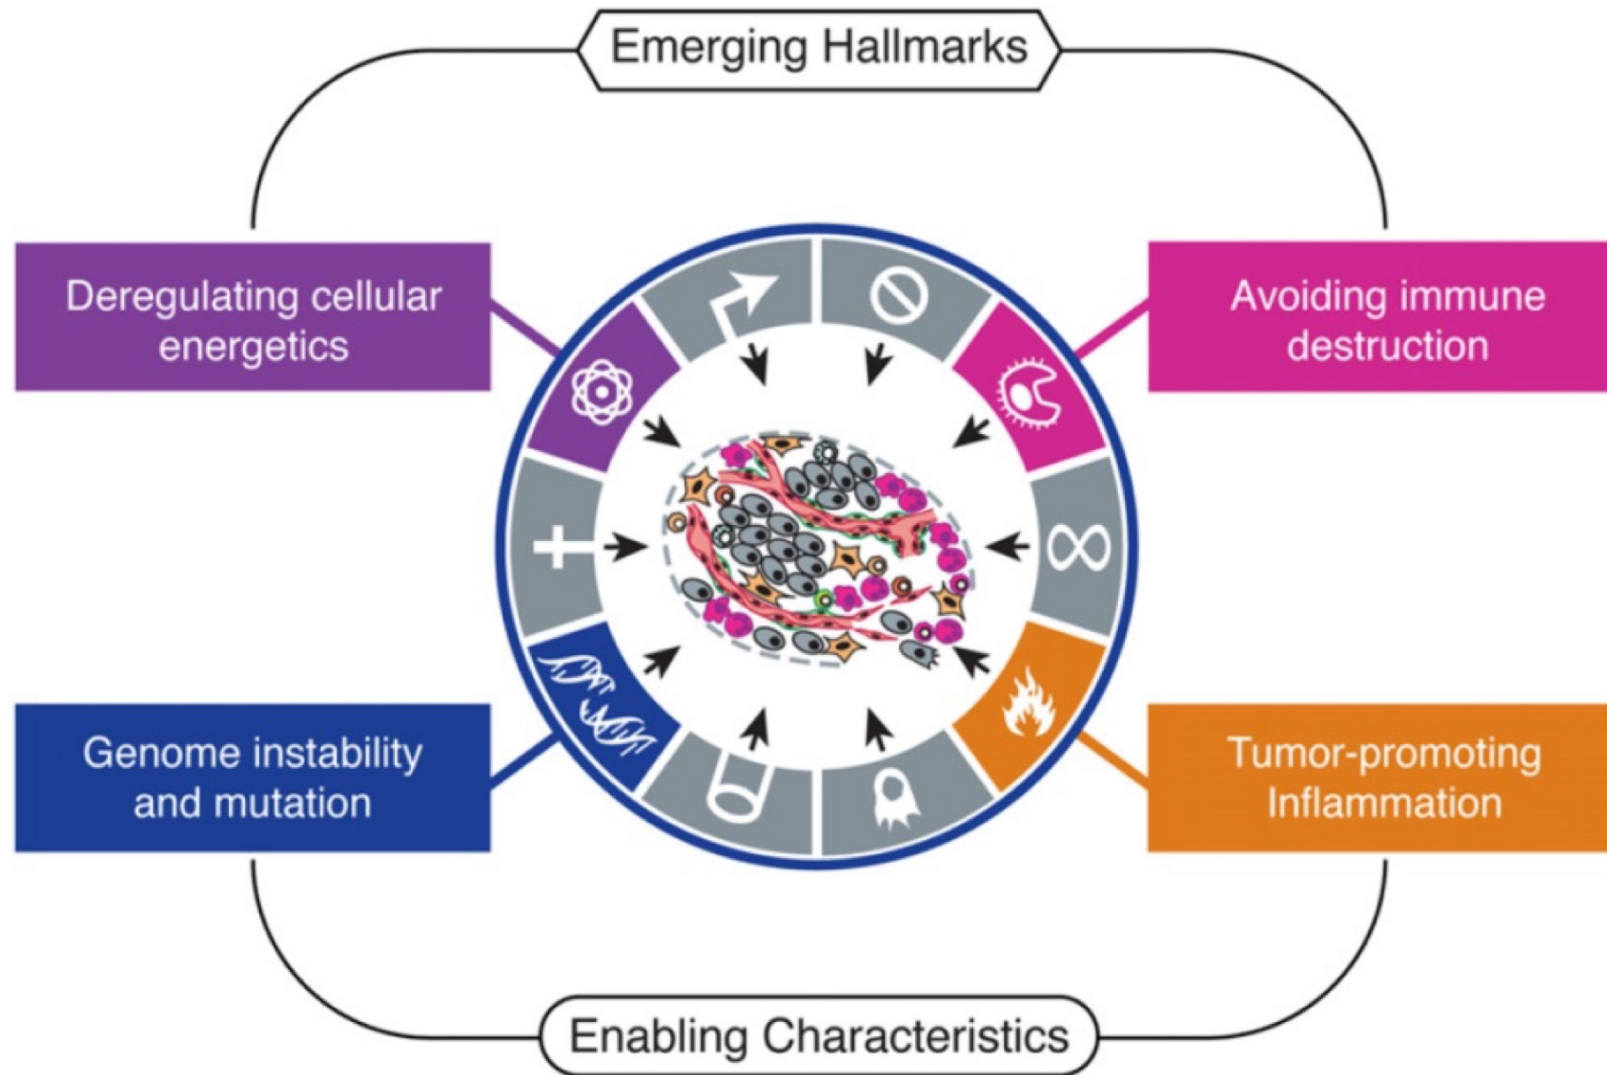 Emerging Hallmarks
Deregulating cellular
energetics
Avoiding immune
destruction
Genome instability
and mutation
Tumor-promoting
Inflammation
Enabling Characteristics